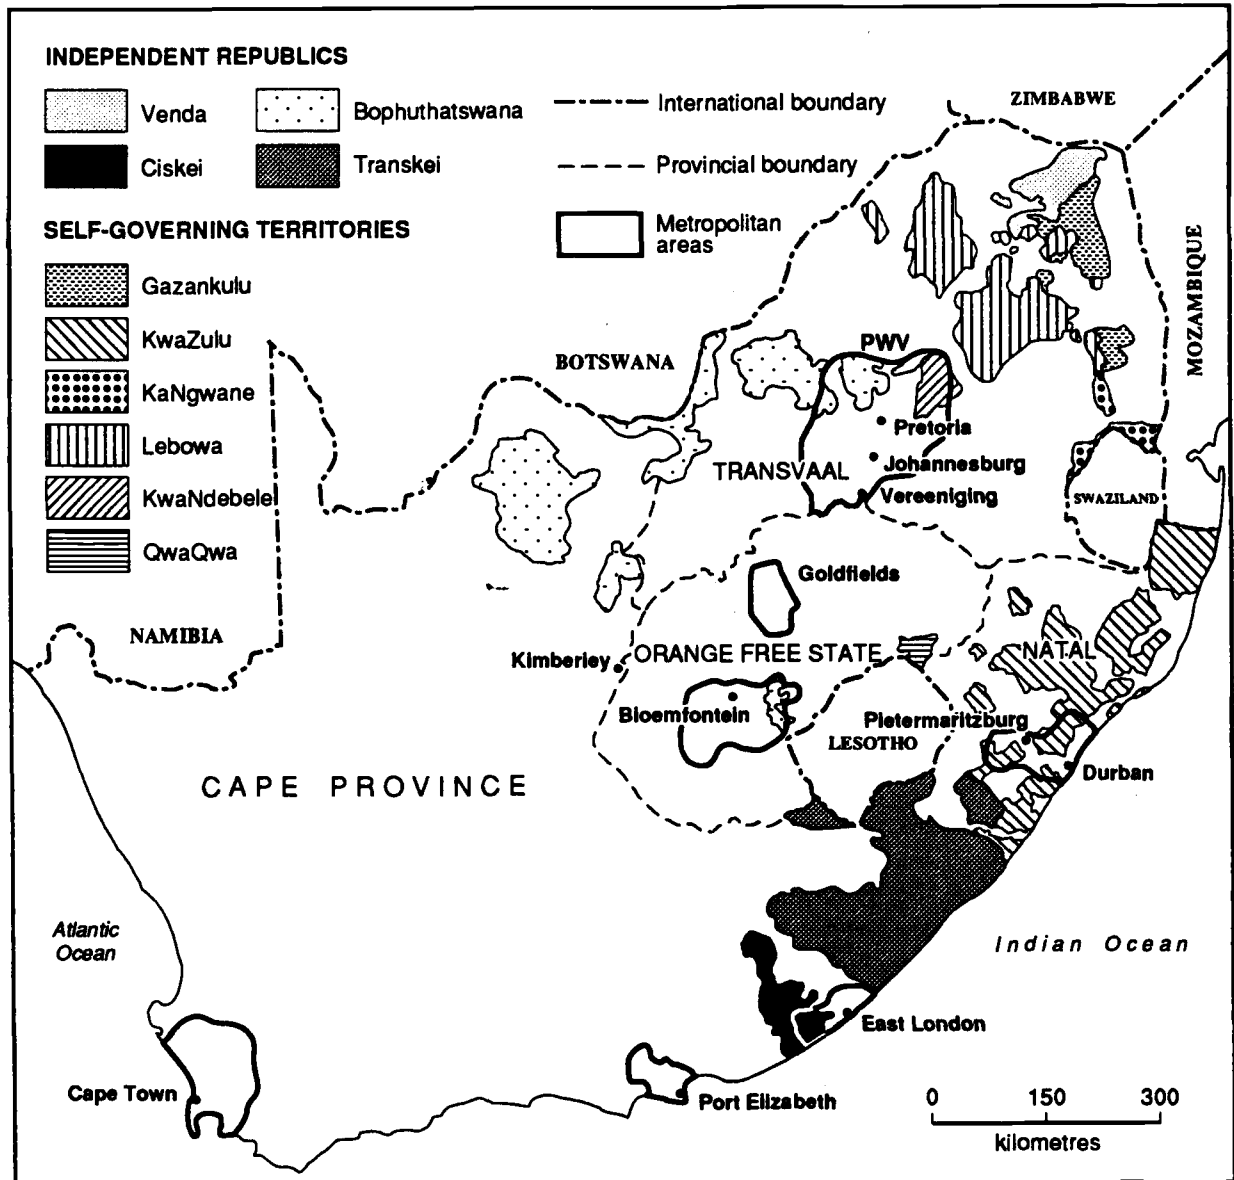 INDEPENDENT REPUBLICS
Venda
Bophuthatswana
Ciskei
Transkei
SELF-GOVERNING TERRITORIES
Gazankulu
KwaZulu
KaNgwane
Lebowa
KwaNdebele
QwaQwa
International boundary
Provincial boundary
Metropolitan
areas
ZIMBABWE
MOZAMBIQUE
BOTSWANA
PWV
Pretoria
TRANSVAAL
Johannesburg
Vereeniging
SWAZILAND
Goldfields
NAMIBIA
Kimberley
ORANGE FREE STATE
NATAL
Bloemfontein
Pietermaritzburg
LESOTHO
Durban
CAPE PROVINCE
Atlantic
Ocean
Indian Ocean
East London
Cape Town
Port Elizabeth
0 150 300
kilometres